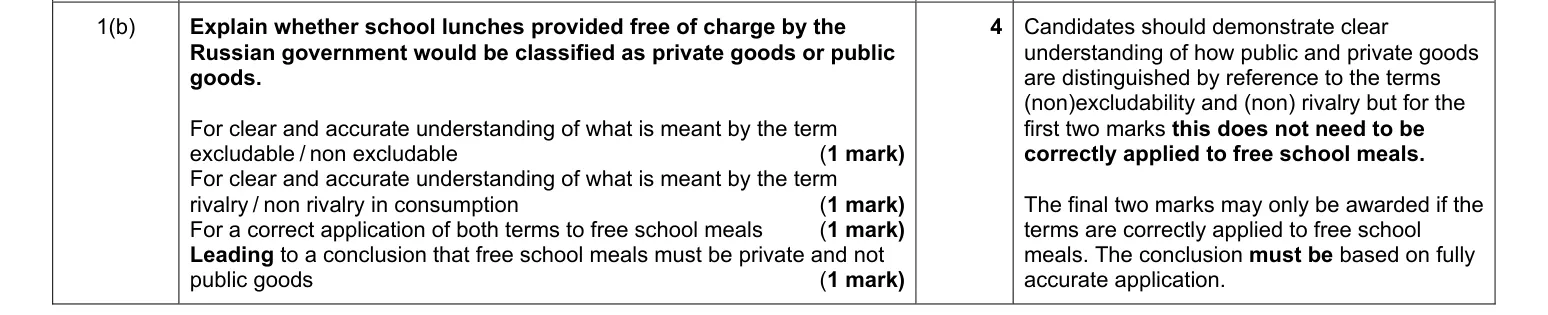 1(b)
Explain whether school lunches provided free of charge by the
Russian government would be classified as private goods or public
goods.
For clear and accurate understanding of what is meant by the term
excludable / non excludable (1 mark)
For clear and accurate understanding of what is meant by the term
rivalry / non rivalry in consumption (1 mark)
For a correct application of both terms to free school meals (1 mark)
Leading to a conclusion that free school meals must be private and not
public goods (1 mark)
4
Candidates should demonstrate clear
understanding of how public and private goods
are distinguished by reference to the terms
(non)excludability and (non) rivalry but for the
first two marks this does not need to be
correctly applied to free school meals.
The final two marks may only be awarded if the
terms are correctly applied to free school
meals. The conclusion must be based on fully
accurate application.